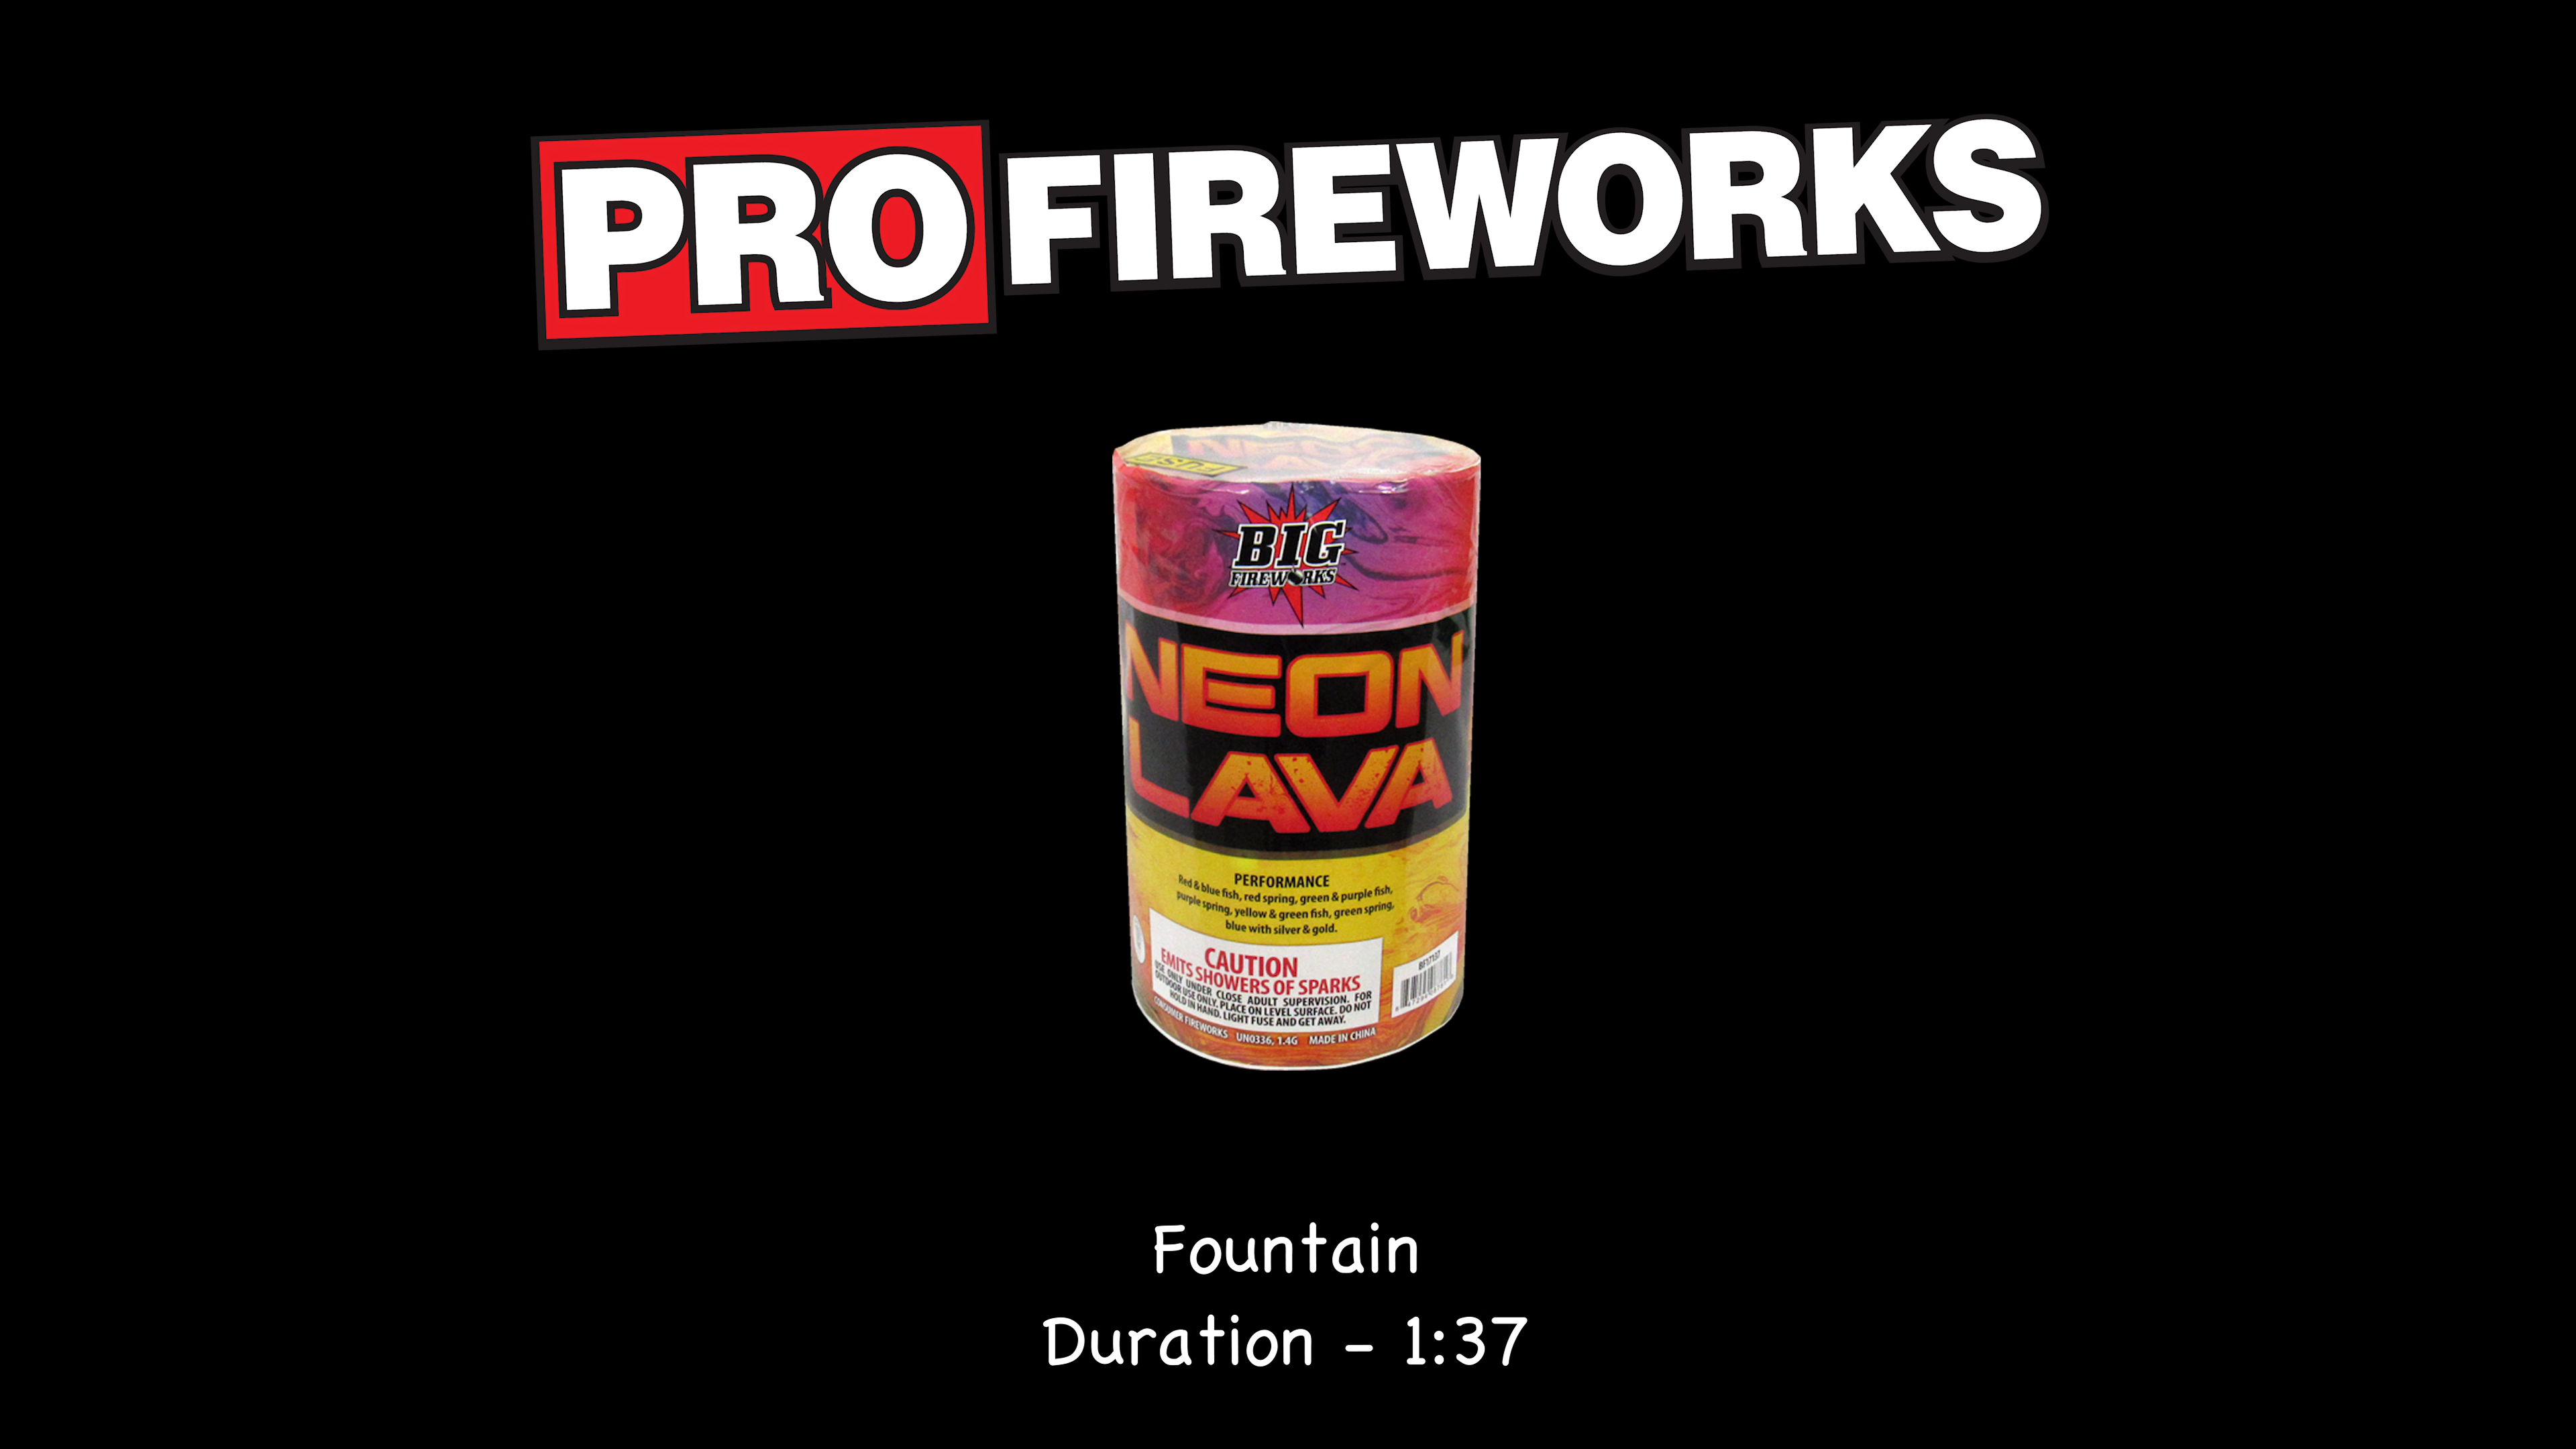 PRO FIREWORKS
FUSE
BIG
FIREWORKS
NEON
LAVA
PERFORMANCE
Red & blue fish, red spring, green & purple fish,
purple spring, yellow & green fish, green spring,
blue with silver & gold.
CAUTION
EMITS SHOWERS OF SPARKS
USE ONLY UNDER CLOSE ADULT SUPERVISION. FOR
OUTDOOR USE ONLY. PLACE ON LEVEL SURFACE. DO NOT
HOLD IN HAND. LIGHT FUSE AND GET AWAY.
CONSUMER FIREWORKS UN0336, 1.4G MADE IN CHINA
Fountain
Duration - 1:37